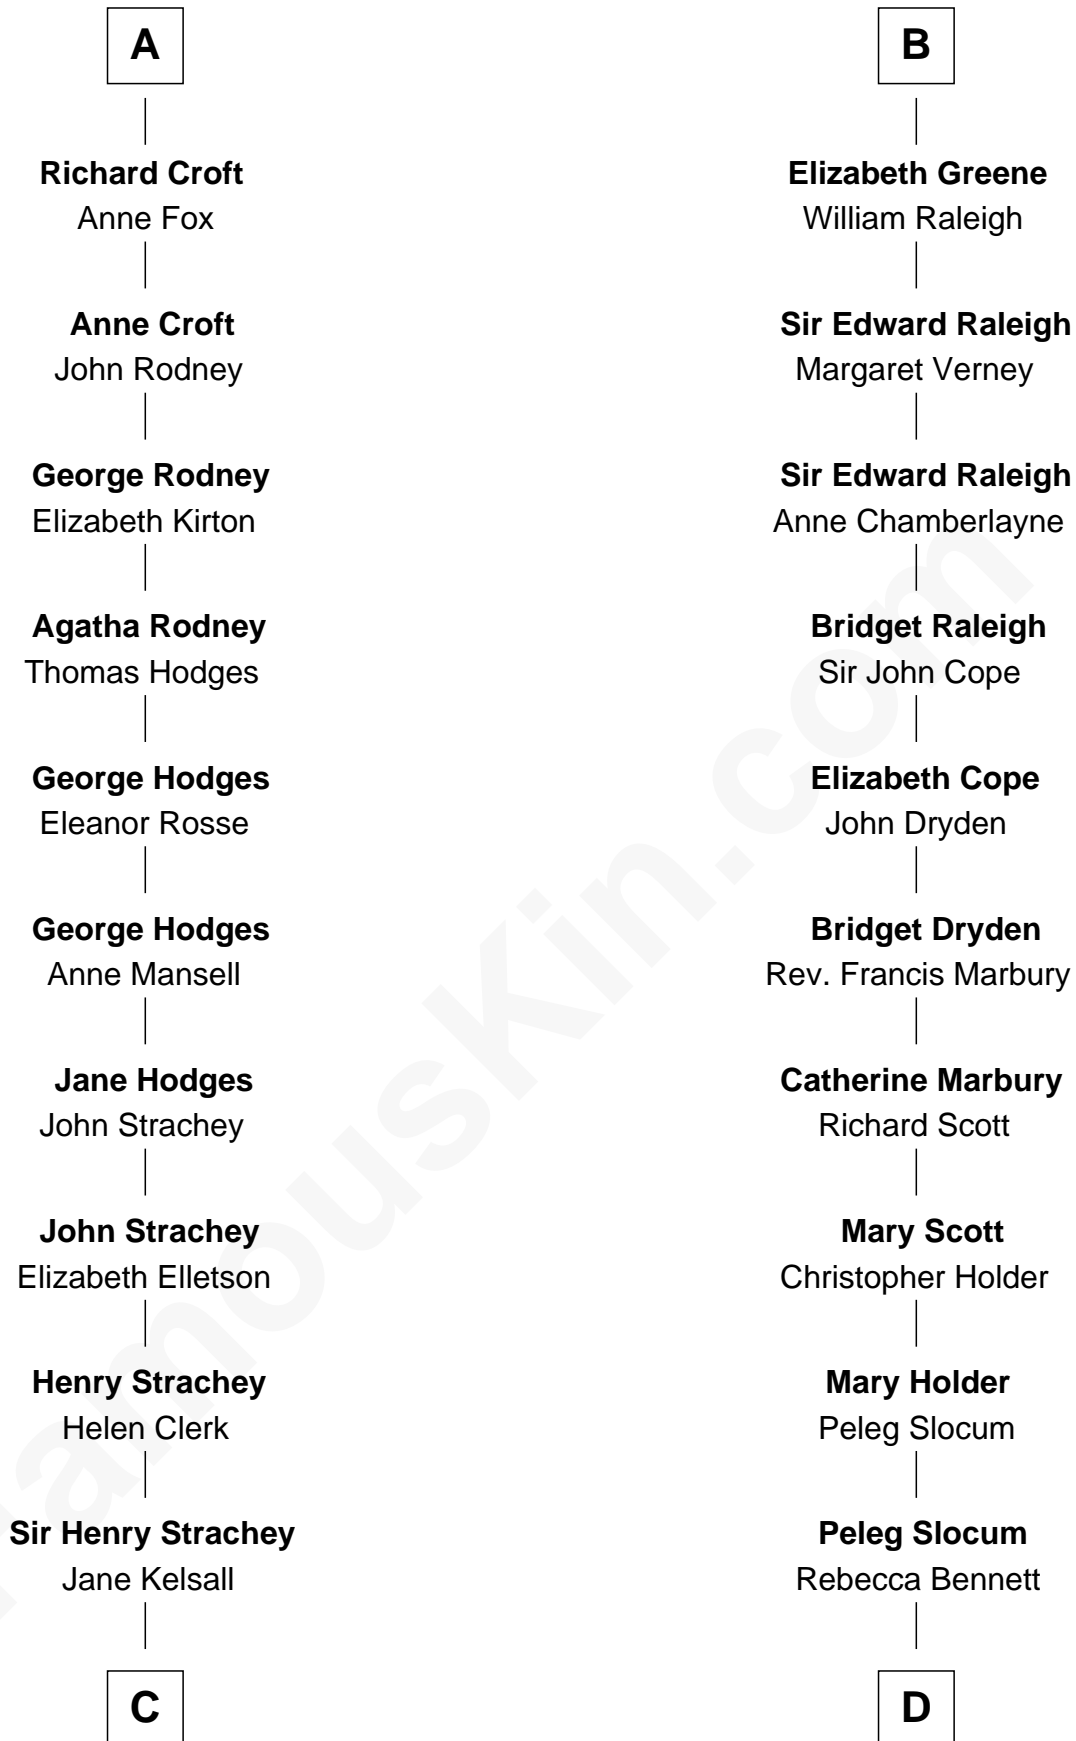 A
Richard Croft
Anne Fox
Anne Croft
John Rodney
George Rodney
Elizabeth Kirton
Agatha Rodney
Thomas Hodges
George Hodges
Eleanor Rosse
George Hodges
Anne Mansell
Jane Hodges
John Strachey
John Strachey
Elizabeth Elletson
Henry Strachey
Helen Clerk
Sir Henry Strachey
Jane Kelsall
C
B
Elizabeth Greene
William Raleigh
Sir Edward Raleigh
Margaret Verney
Sir Edward Raleigh
Anne Chamberlayne
Bridget Raleigh
Sir John Cope
Elizabeth Cope
John Dryden
Bridget Dryden
Rev. Francis Marbury
Catherine Marbury
Richard Scott
Mary Scott
Christopher Holder
Mary Holder
Peleg Slocum
Peleg Slocum
Rebecca Bennett
D
FamousKin.com